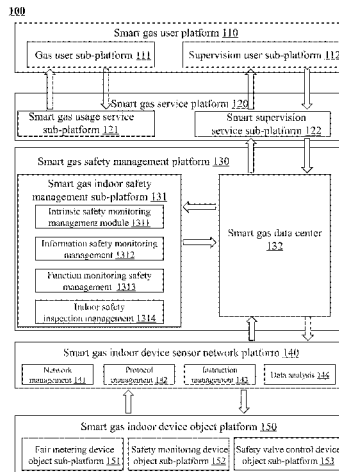 100
Smart gas user platform 110
Gas user sub-platform 111
Supervision user sub-platform 112
Smart gas service platform 120
Smart gas usage service
sub-platform 121
Smart supervision
service sub-platform 122
Smart gas safety management platform 130
Smart gas indoor safety
management sub-platform 131
Intrinsic safety monitoring
management module 1311
Information safety monitoring
management 1312
Function monitoring safety
management 1313
Indoor safety
inspection management 1314
Smart gas data center
132
Smart gas indoor device sensor network platform 140
Network
management 141
Protocol
management 142
Instruction
management 143
Data analysis 144
Smart gas indoor device object platform 150
Fair metering device
object sub-platform 151
Safety monitoring device
object sub-platform 152
Safety valve control device
object sub-platform 153